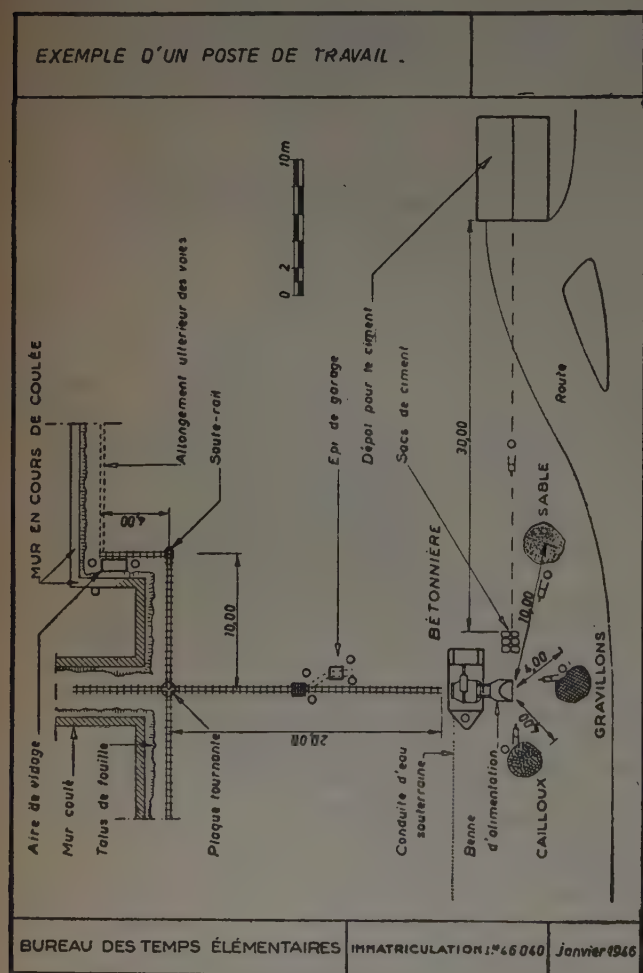 EXEMPLE D'UN POSTE DE TRAVAIL.
Aire de vidage
Mur coulé
Talus de fouille
Plaque tournante
MUR EN COURS DE COULÉE
Allongement ultérieur des voies
Saute-rail
4,00
10,00
20,00
Epi de garage
0 2 10m
Dépôt pour le ciment
Sacs de ciment
30,00
BÉTONNIÈRE
Conduite d'eau
souterraine
Benne
d'alimentation
CAILLOUX
4,00
GRAVILLONS
4,00
SABLE
10,00
Route
BUREAU DES TEMPS ÉLÉMENTAIRES
IMMATRICULATION: Nº 46 040
Janvier 1946